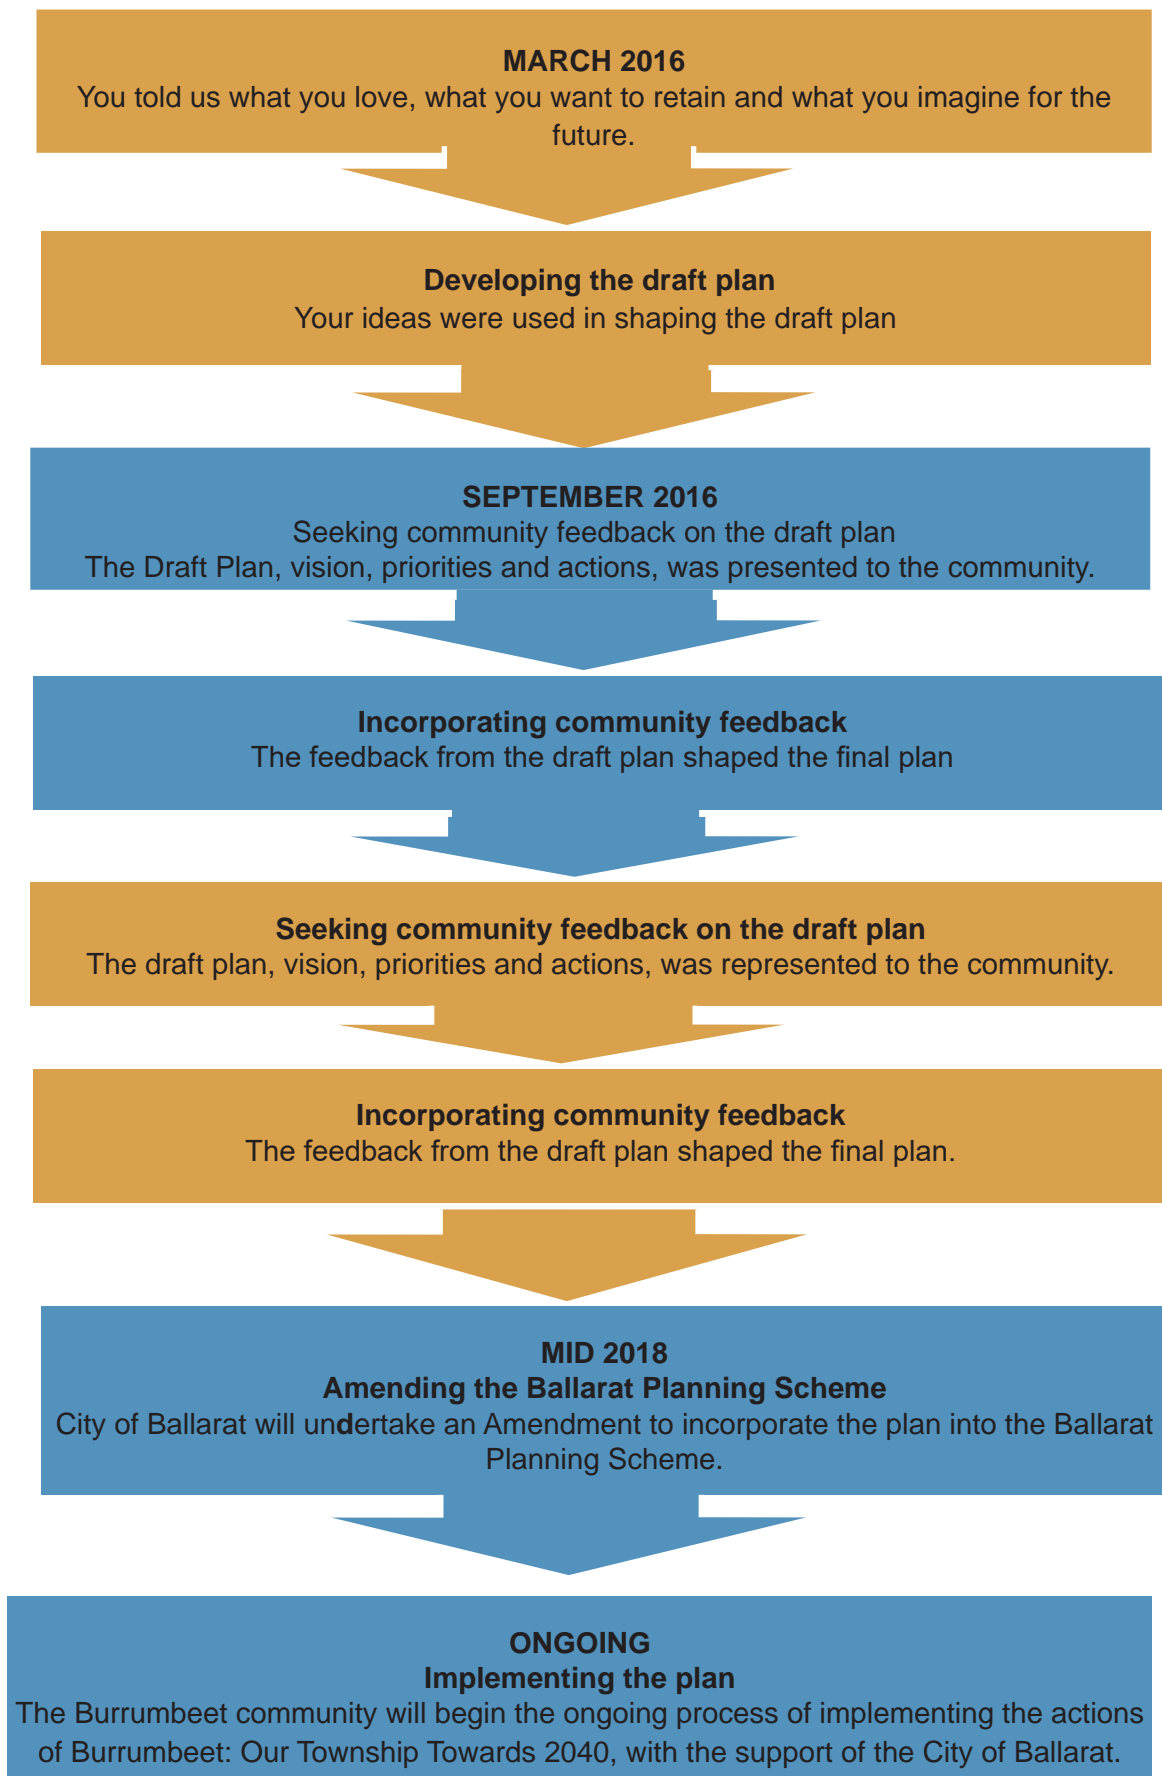 MARCH 2016
You told us what you love, what you want to retain and what you imagine for the
future.
Developing the draft plan
Your ideas were used in shaping the draft plan
SEPTEMBER 2016
Seeking community feedback on the draft plan
The Draft Plan, vision, priorities and actions, was presented to the community.
Incorporating community feedback
The feedback from the draft plan shaped the final plan
Seeking community feedback on the draft plan
The draft plan, vision, priorities and actions, was represented to the community.
Incorporating community feedback
The feedback from the draft plan shaped the final plan.
MID 2018
Amending the Ballarat Planning Scheme
City of Ballarat will undertake an Amendment to incorporate the plan into the Ballarat
Planning Scheme.
ONGOING
Implementing the plan
The Burrumbeet community will begin the ongoing process of implementing the actions
of Burrumbeet: Our Township Towards 2040, with the support of the City of Ballarat.